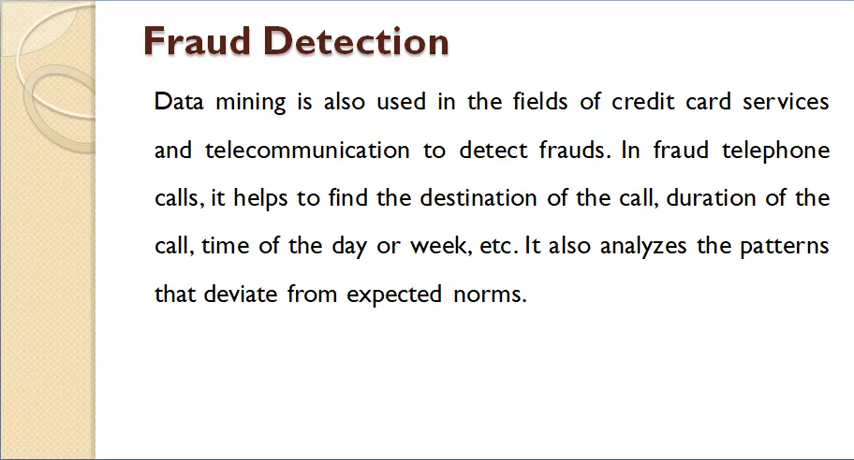 Fraud Detection
Data mining is also used in the fields of credit card services
and telecommunication to detect frauds. In fraud telephone
calls, it helps to find the destination of the call, duration of the
call, time of the day or week, etc. It also analyzes the patterns
that deviate from expected norms.